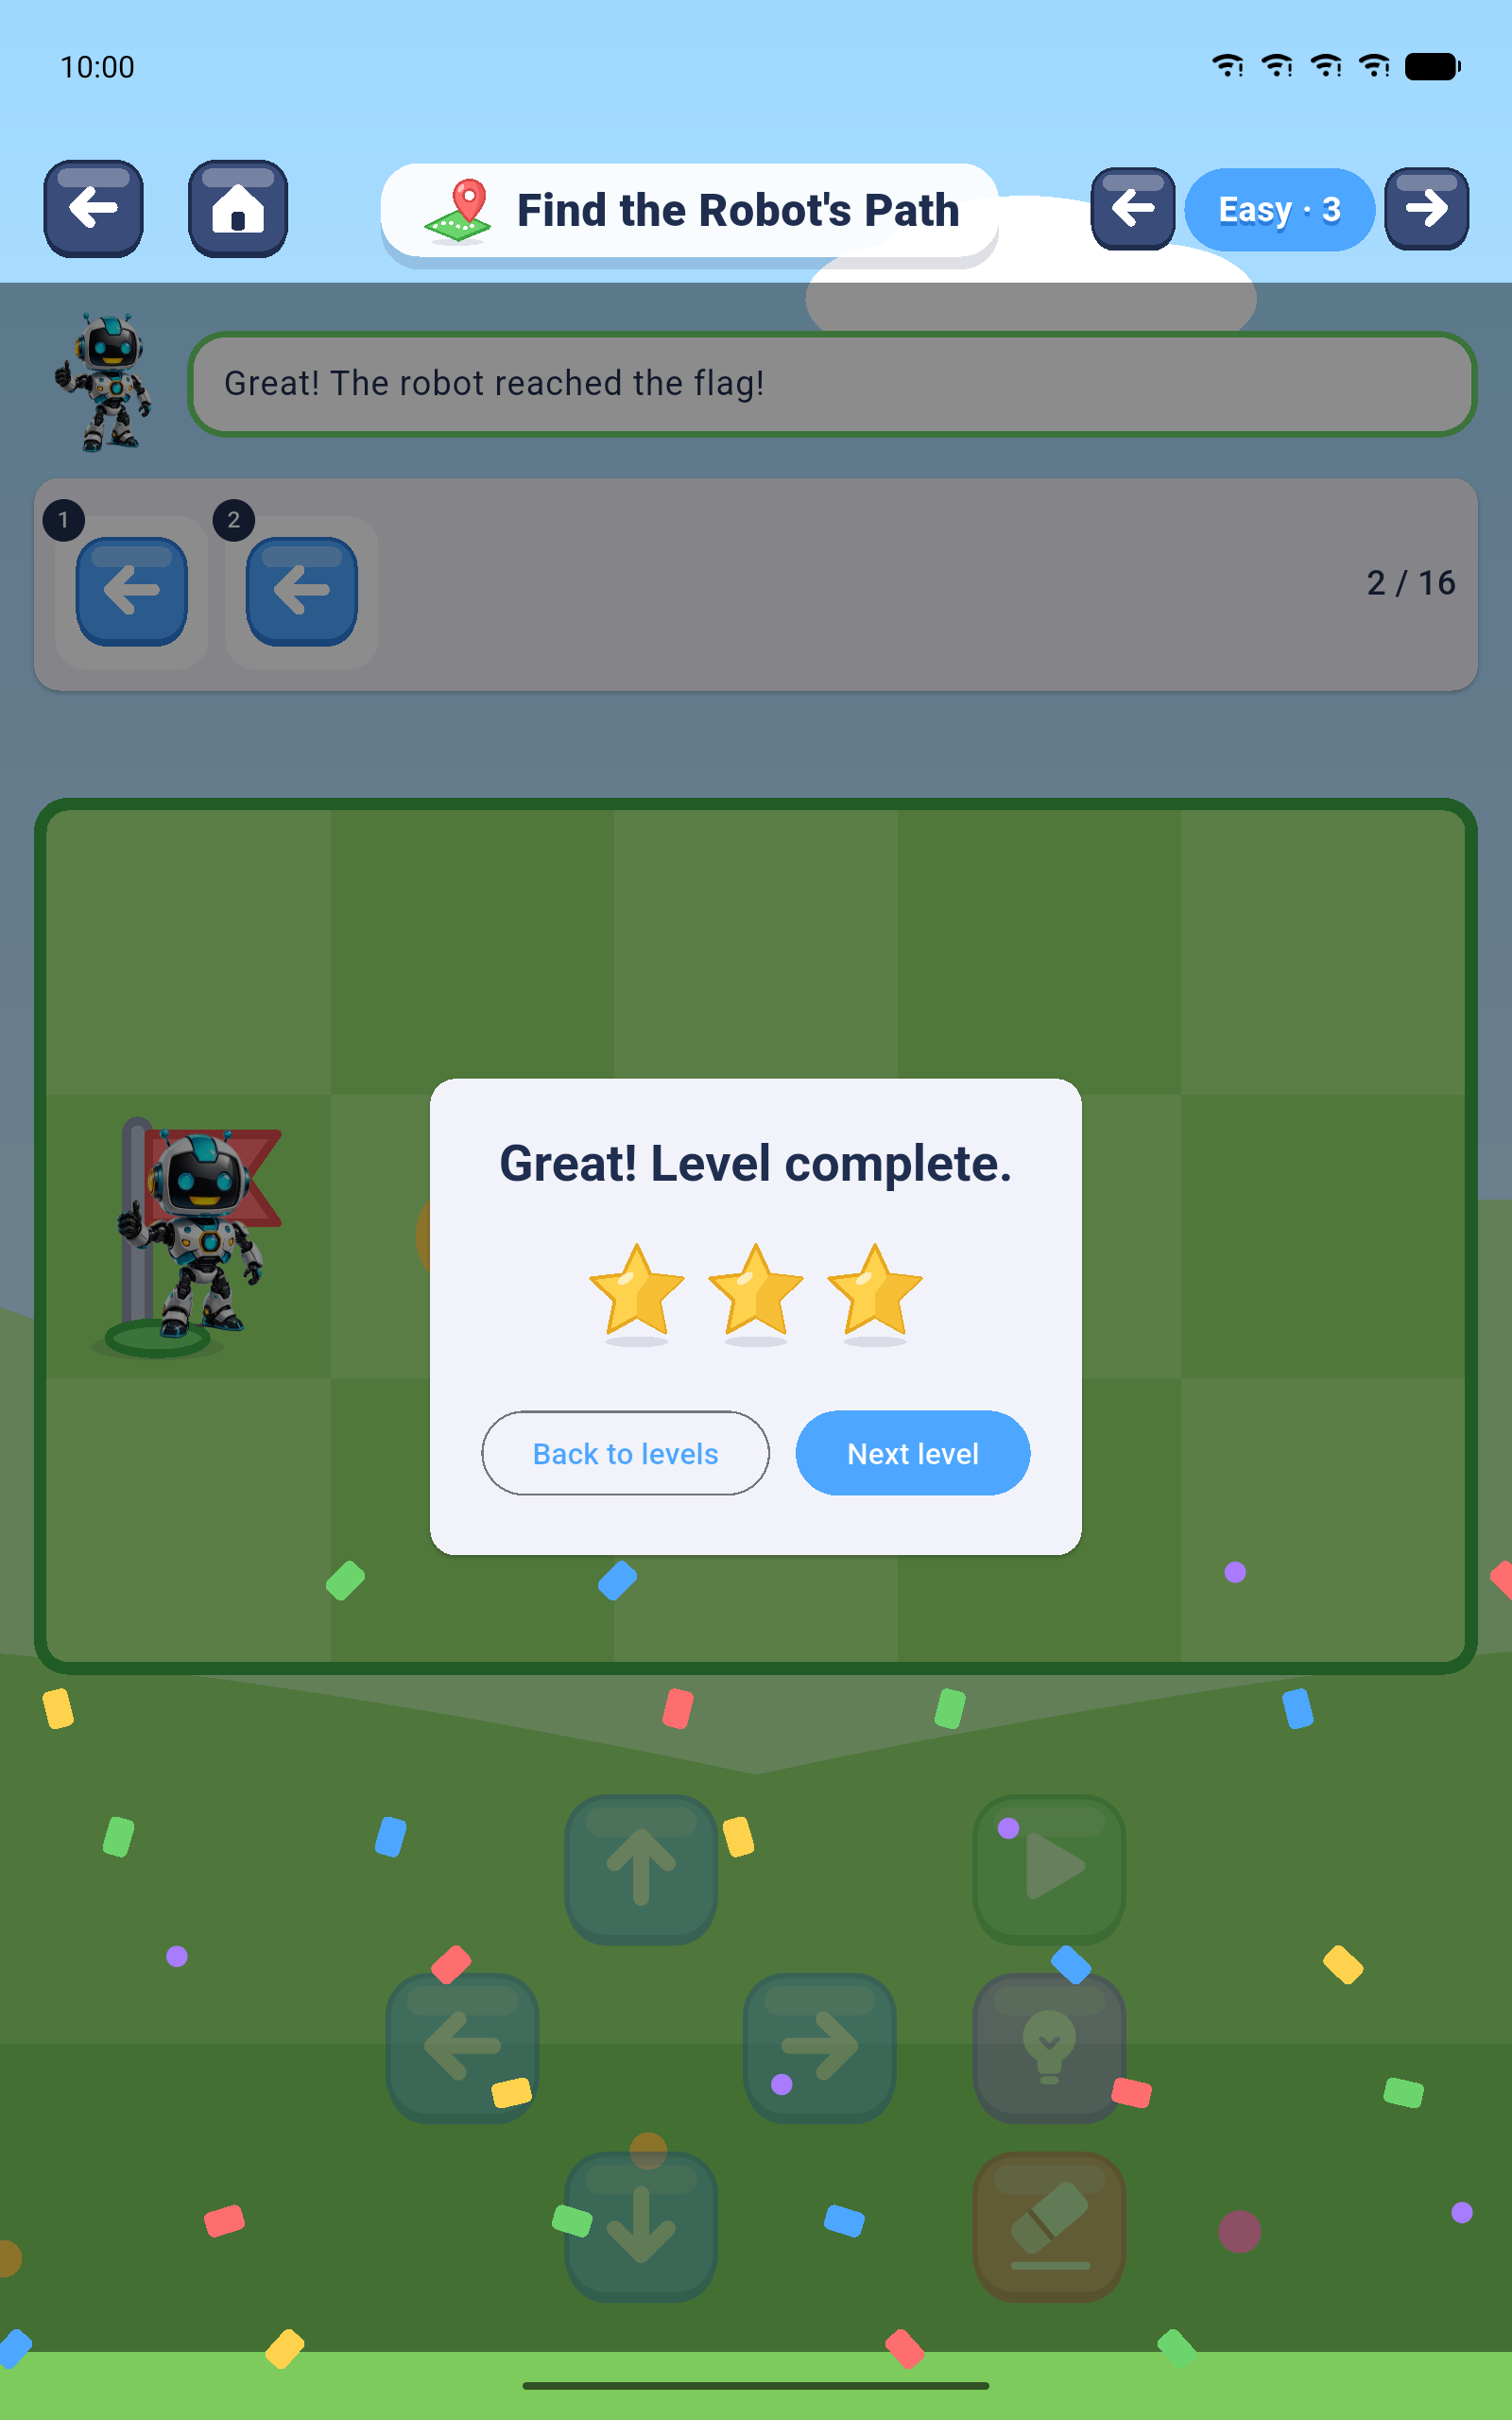 10:00
Find the Robot's Path
Easy · 3
Great! The robot reached the flag!
1
2
2 / 16
Great! Level complete.
Back to levels
Next level